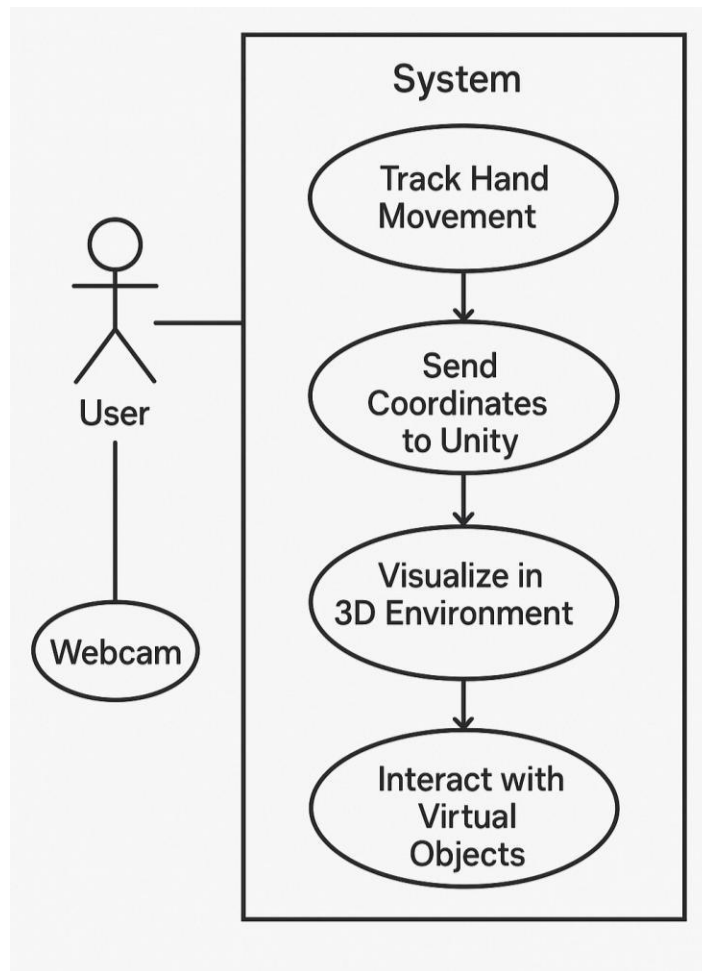 System
Track Hand
Movement
Send
Coordinates
to Unity
Visualize in
3D Environment
Interact with
Virtual
Objects
User
Webcam